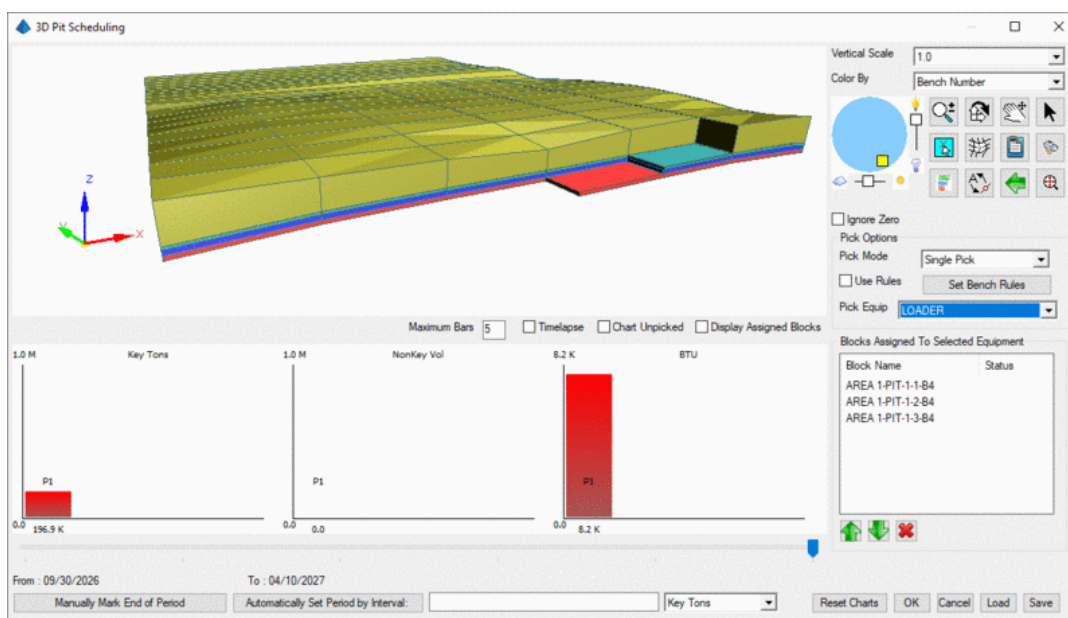 3D Pit Scheduling
Vertical Scale 1.0
Color By Bench Number
Z
Y
X
Ignore Zero
Pick Options
Pick Mode Single Pick
Use Rules Set Bench Rules
Pick Equip LOADER
Maximum Bars 5 Timelapse Chart Unpicked Display Assigned Blocks
Blocks Assigned To Selected Equipment
Block Name Status
AREA 1-PIT-1-1-B4
AREA 1-PIT-1-2-B4
AREA 1-PIT-1-3-B4
1.0 M Key Tons 1.0 M NonKey Vol 8.2 K BTU
P1 P1 P1
0.0 196.9 K 0.0 0.0 0.0 8.2 K
From : 09/30/2026 To : 04/10/2027
Manually Mark End of Period Automatically Set Period by Interval: Key Tons Reset Charts OK Cancel Load Save